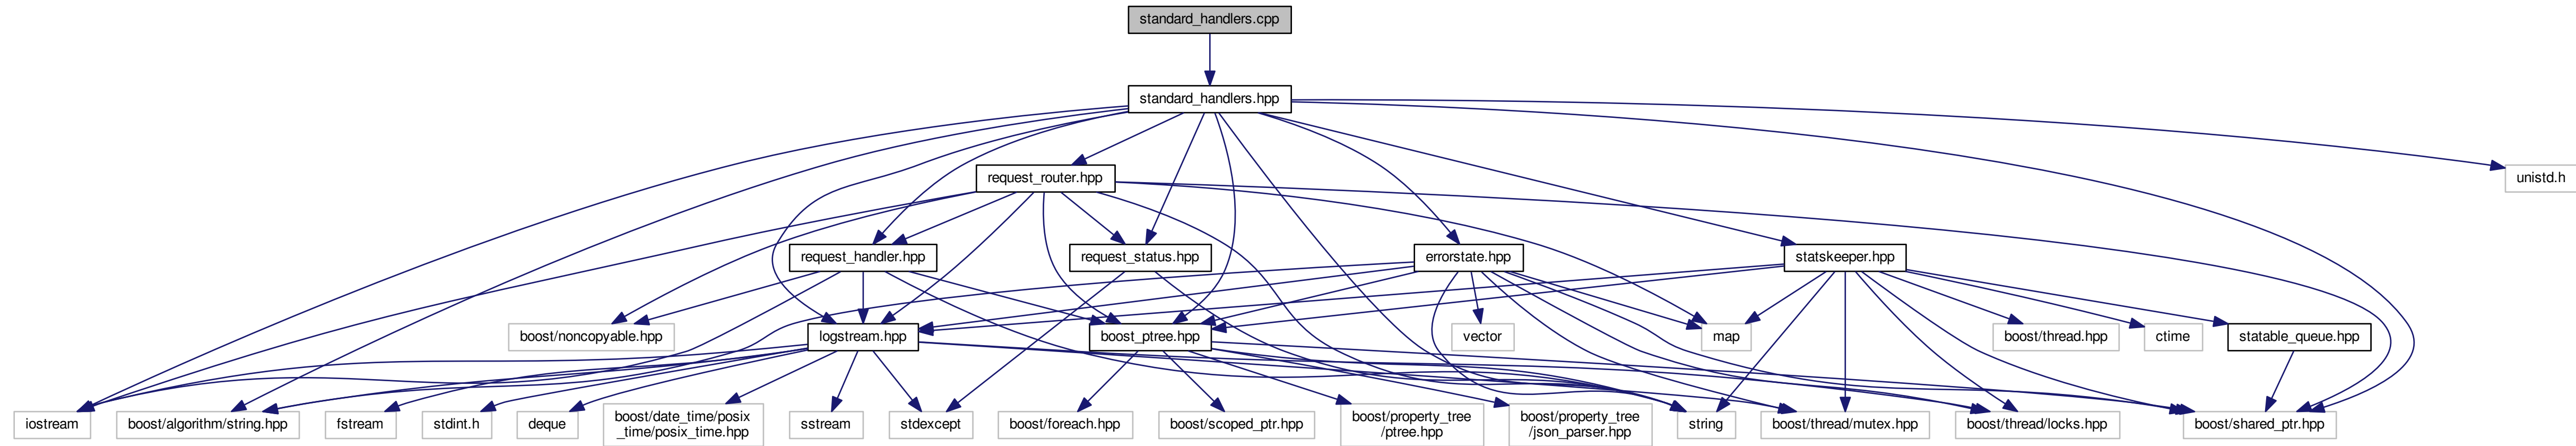 standard_handlers.cpp
standard_handlers.hpp
request_router.hpp
unistd.h
request_handler.hpp
request_status.hpp
errorstate.hpp
statskeeper.hpp
boost/noncopyable.hpp
logstream.hpp
boost_ptree.hpp
vector
map
boost/thread.hpp
ctime
statable_queue.hpp
iostream
boost/algorithm/string.hpp
fstream
stdint.h
deque
boost/date_time/posix
_time/posix_time.hpp
sstream
stdexcept
boost/foreach.hpp
boost/scoped_ptr.hpp
boost/property_tree
/ptree.hpp
boost/property_tree
/json_parser.hpp
string
boost/thread/mutex.hpp
boost/thread/locks.hpp
boost/shared_ptr.hpp